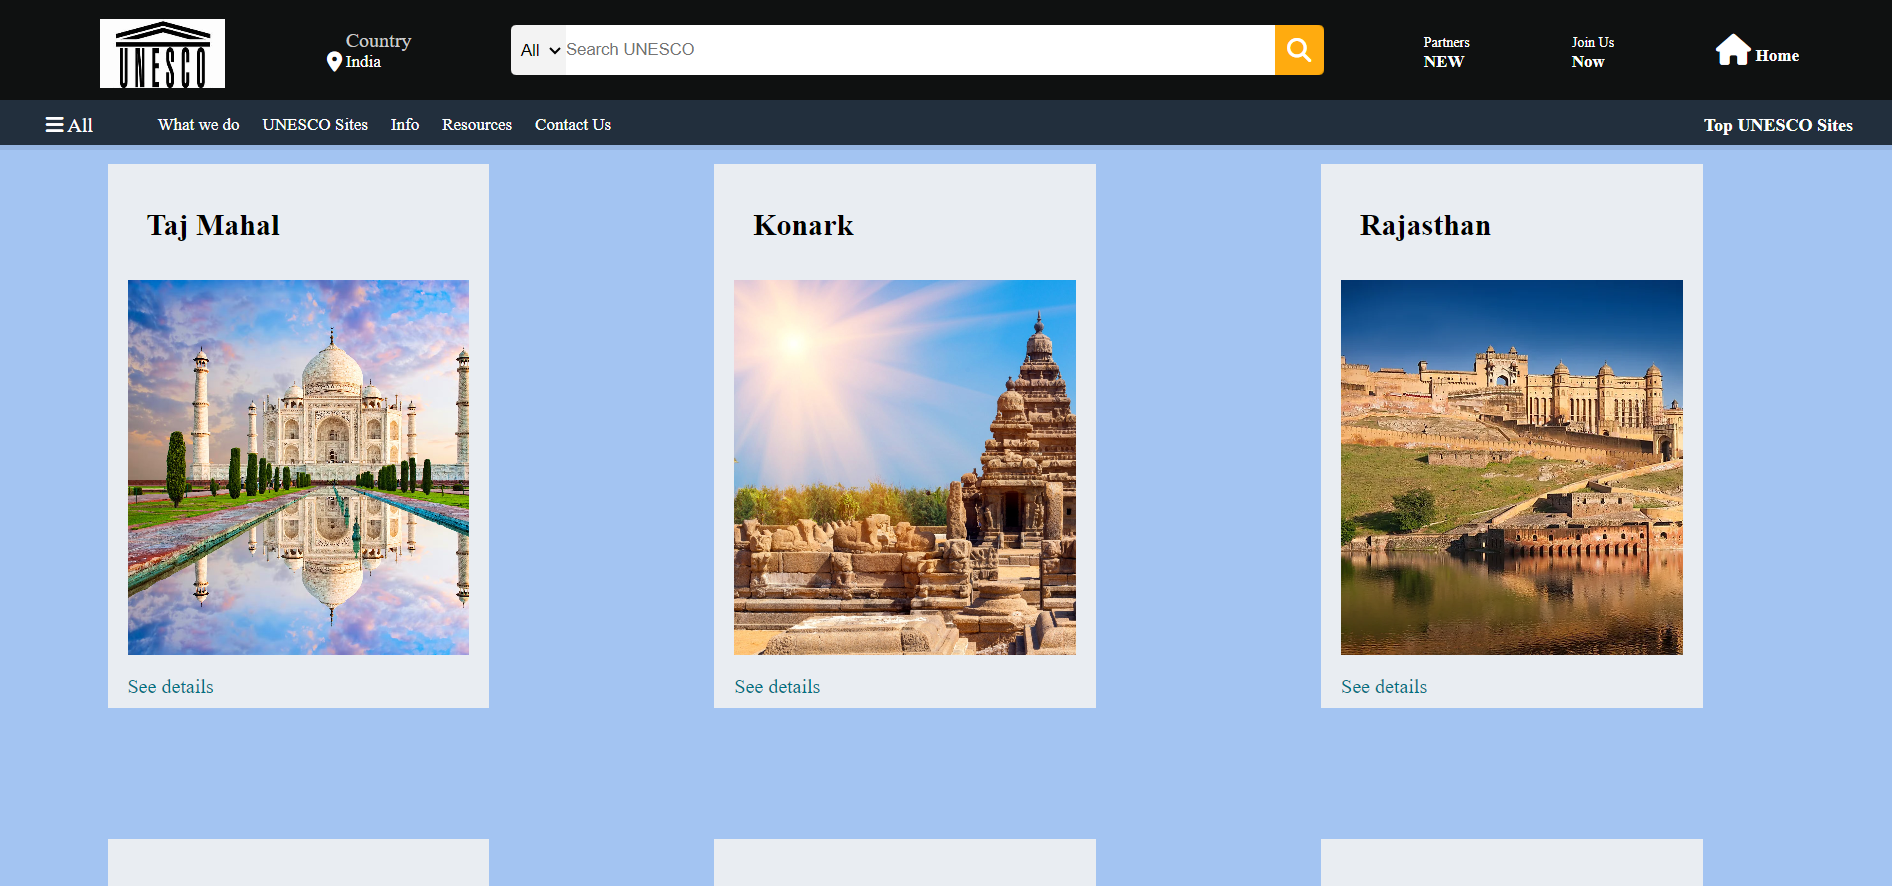 UNESCO
Country
India
All
Search UNESCO
Partners
NEW
Join Us
Now
Home
All
What we do
UNESCO Sites
Info
Resources
Contact Us
Top UNESCO Sites
Taj Mahal
Konark
Rajasthan
See details
See details
See details